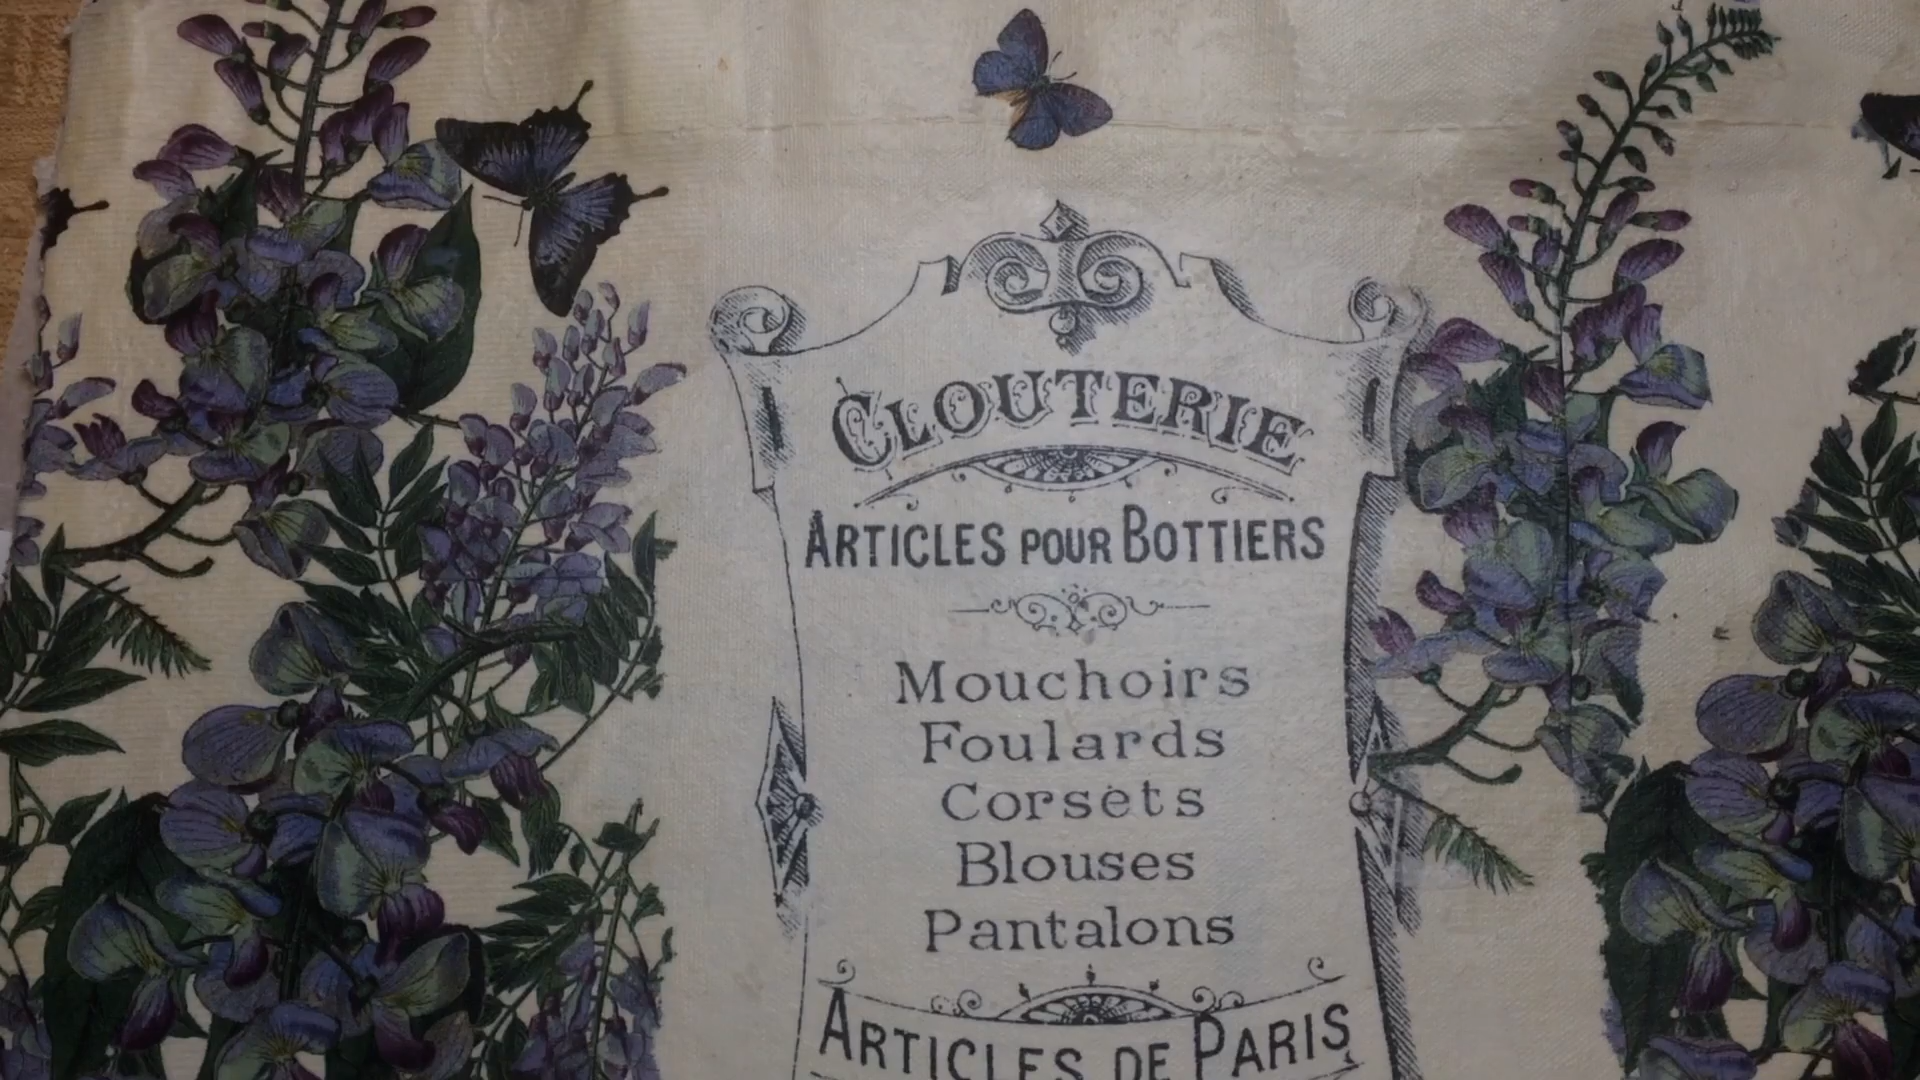 CLOUTERIE
ARTICLES POUR BOTTIERS
Mouchoirs
Foulards
Corsets
Blouses
Pantalons
ARTICLES DE PARIS